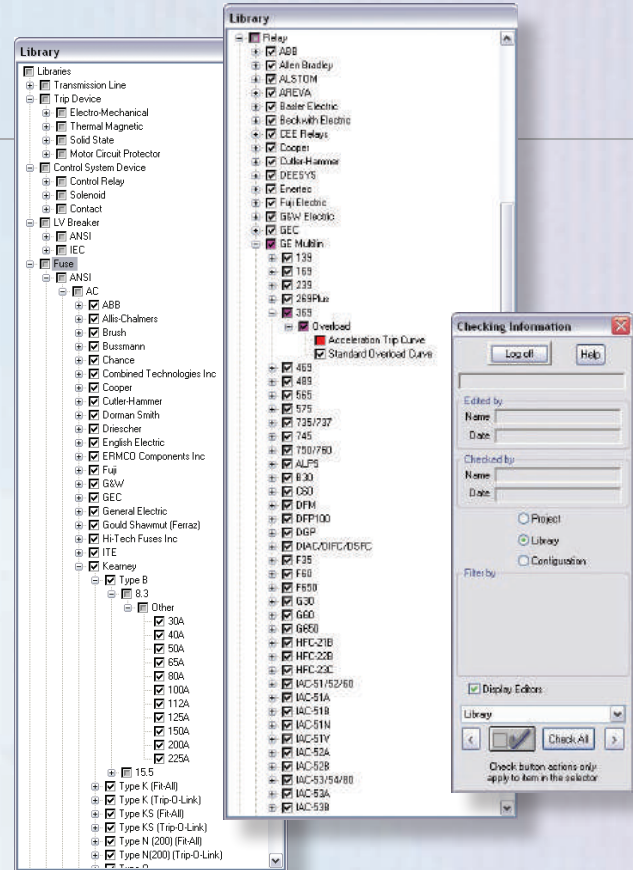 Library
Libraries
Transmission Line
Trip Device
Electro-Mechanical
Thermal Magnetic
Solid State
Motor Circuit Protector
Control System Device
Control Relay
Solenoid
Contact
LV Breaker
ANSI
IEC
Fuse
ANSI
AC
ABB
Allis-Chalmers
Brush
Bussmann
Chance
Combined Technologies Inc
Cooper
Cutler-Hammer
Dorman Smith
Driescher
English Electric
ERMCO Components Inc
Fuji
G&W
GEC
General Electric
Gould Shawmut (Ferraz)
Hi-Tech Fuses Inc
ITE
Kearney
Type B
8.3
Other
30A
40A
50A
65A
80A
100A
112A
125A
150A
200A
225A
15.5
Type K (Fit-All)
Type K (Trip-O-Link)
Type KS (Fit-All)
Type KS (Trip-O-Link)
Type N (200) (Fit-All)
Type N(200) (Trip-O-Link)
Library
Relay
ABB
Allen Bradley
ALSTOM
AREVA
Basler Electric
Beckwith Electric
CEE Relays
Cooper
Cutler-Hammer
DEESYS
Enertec
Fuji Electric
G&W Electric
GEC
GE Multilin
139
169
239
269Plus
369
Overload
Acceleration Trip Curve
Standard Overload Curve
469
489
565
575
735/737
745
750/760
ALPS
B30
C60
DFM
DFP100
DGP
DIAC/DIFC/DSFC
F35
F60
F650
G30
G60
G650
HFC-21B
HFC-22B
HFC-23C
IAC-51/52/60
IAC-51A
IAC-51B
IAC-51N
IAC-51V
IAC-52A
IAC-52B
IAC-53/54/80
IAC-53A
IAC-53B
Checking Information
Log off Help
Edited by
Name
Date
Checked by
Name
Date
Project
Library
Configuration
Filter by
Display Editors
Library
< Check All >
Check button actions only
apply to item in the selector